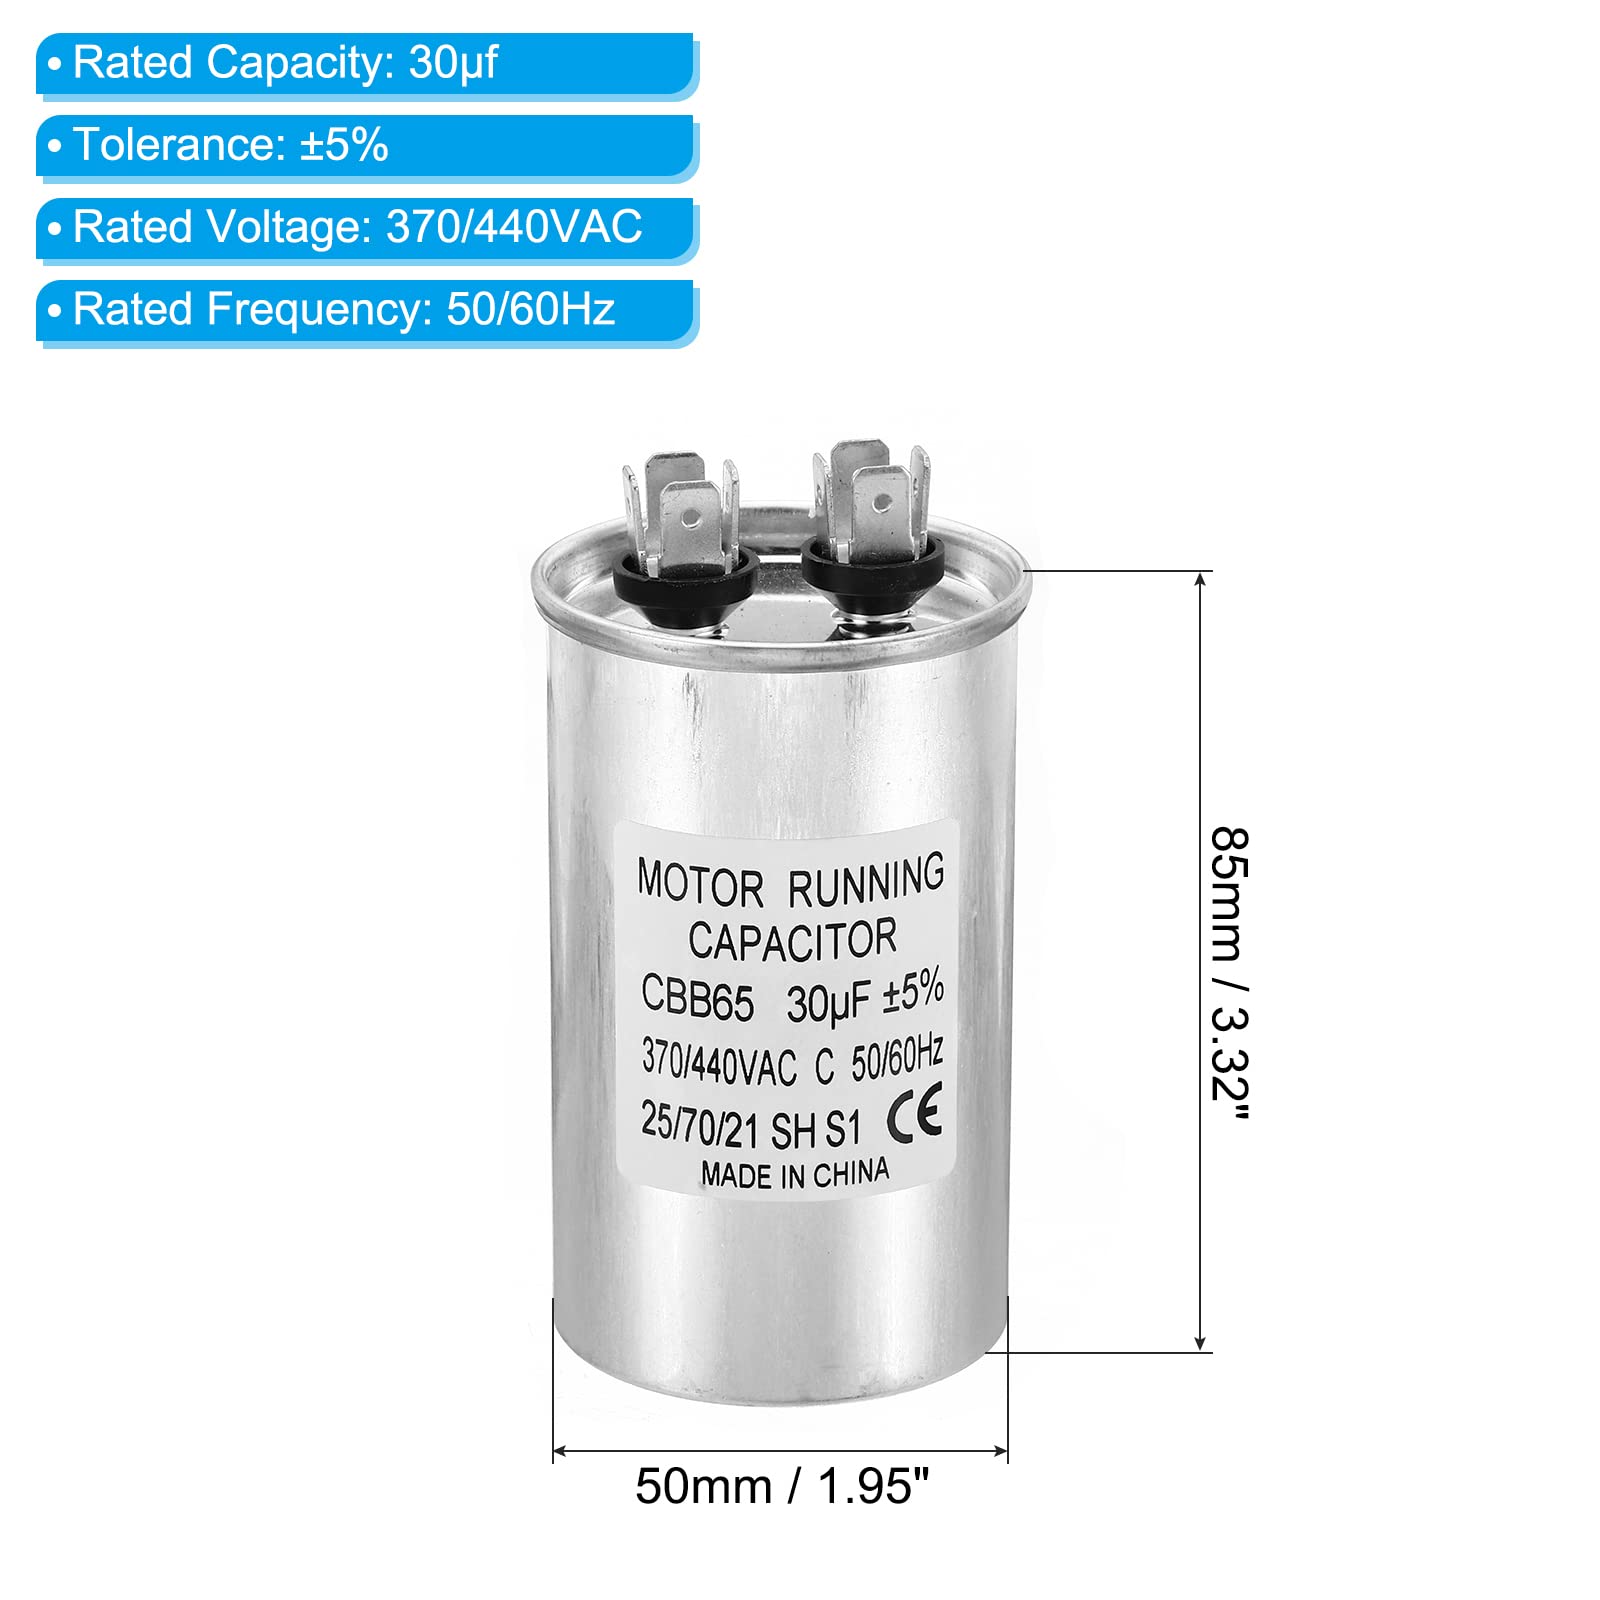 • Rated Capacity: 30μf
• Tolerance: ±5%
• Rated Voltage: 370/440VAC
• Rated Frequency: 50/60Hz
MOTOR RUNNING
CAPACITOR
CBB65 30μF ±5%
370/440VAC C 50/60Hz
25/70/21 SH S1 CE
MADE IN CHINA
85mm / 3.32"
50mm / 1.95"